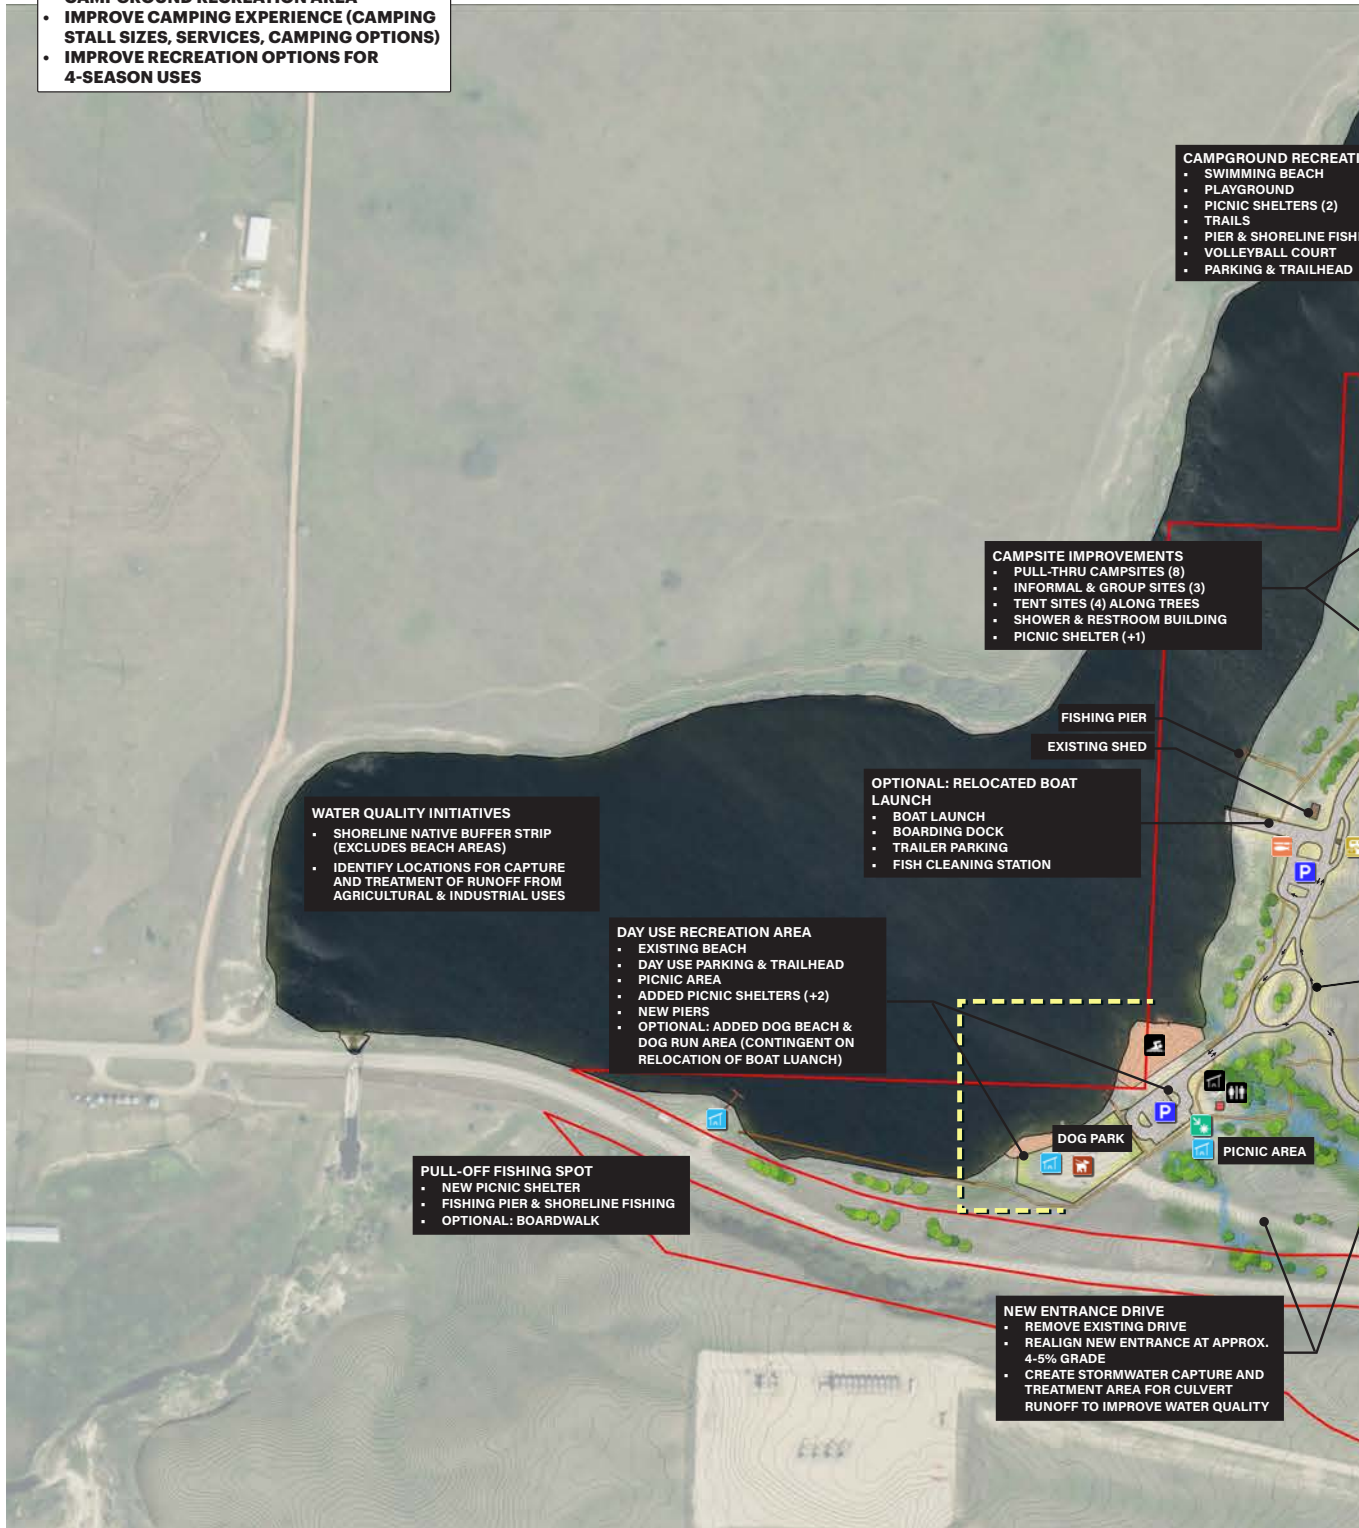 • IMPROVE CAMPING EXPERIENCE (CAMPING
STALL SIZES, SERVICES, CAMPING OPTIONS)
• IMPROVE RECREATION OPTIONS FOR
4-SEASON USES
CAMPGROUND RECREATI
▪ SWIMMING BEACH
▪ PLAYGROUND
▪ PICNIC SHELTERS (2)
▪ TRAILS
▪ PIER & SHORELINE FISHI
▪ VOLLEYBALL COURT
▪ PARKING & TRAILHEAD
CAMPSITE IMPROVEMENTS
▪ PULL-THRU CAMPSITES (8)
▪ INFORMAL & GROUP SITES (3)
▪ TENT SITES (4) ALONG TREES
▪ SHOWER & RESTROOM BUILDING
▪ PICNIC SHELTER (+1)
FISHING PIER
EXISTING SHED
OPTIONAL: RELOCATED BOAT
LAUNCH
▪ BOAT LAUNCH
▪ BOARDING DOCK
▪ TRAILER PARKING
▪ FISH CLEANING STATION
WATER QUALITY INITIATIVES
▪ SHORELINE NATIVE BUFFER STRIP
(EXCLUDES BEACH AREAS)
▪ IDENTIFY LOCATIONS FOR CAPTURE
AND TREATMENT OF RUNOFF FROM
AGRICULTURAL & INDUSTRIAL USES
P
DAY USE RECREATION AREA
▪ EXISTING BEACH
▪ DAY USE PARKING & TRAILHEAD
▪ PICNIC AREA
▪ ADDED PICNIC SHELTERS (+2)
▪ NEW PIERS
▪ OPTIONAL: ADDED DOG BEACH &
DOG RUN AREA (CONTINGENT ON
RELOCATION OF BOAT LUANCH)
P
DOG PARK
PICNIC AREA
PULL-OFF FISHING SPOT
▪ NEW PICNIC SHELTER
▪ FISHING PIER & SHORELINE FISHING
▪ OPTIONAL: BOARDWALK
NEW ENTRANCE DRIVE
▪ REMOVE EXISTING DRIVE
▪ REALIGN NEW ENTRANCE AT APPROX.
4-5% GRADE
▪ CREATE STORMWATER CAPTURE AND
TREATMENT AREA FOR CULVERT
RUNOFF TO IMPROVE WATER QUALITY